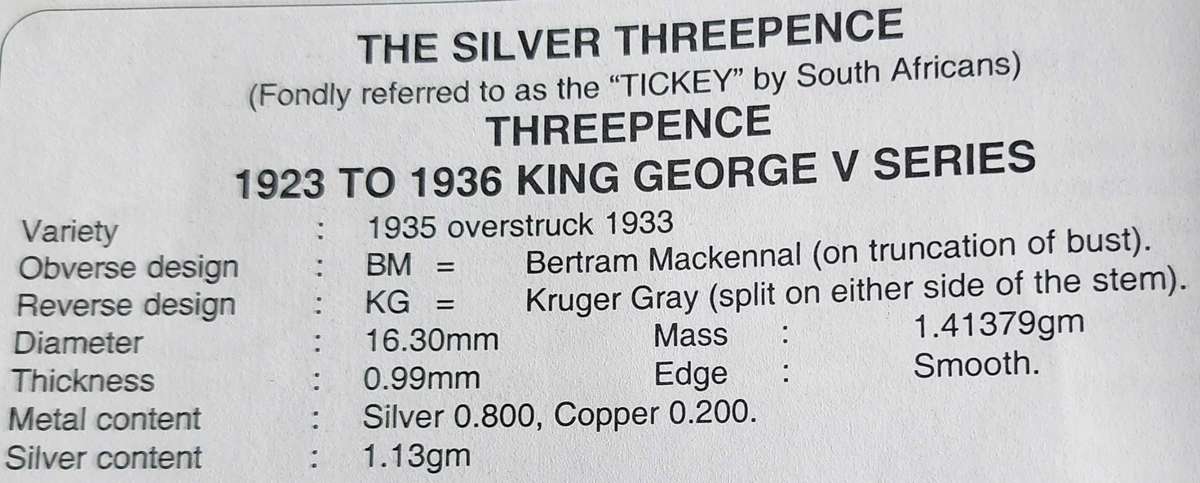 THE SILVER THREEPENCE
(Fondly referred to as the “TICKEY” by South Africans)
THREEPENCE
1923 TO 1936 KING GEORGE V SERIES
Variety : 1935 overstruck 1933
Obverse design : BM = Bertram Mackennal (on truncation of bust).
Reverse design : KG = Kruger Gray (split on either side of the stem).
Diameter : 16.30mm Mass : 1.41379gm
Thickness : 0.99mm Edge : Smooth.
Metal content : Silver 0.800, Copper 0.200.
Silver content : 1.13gm